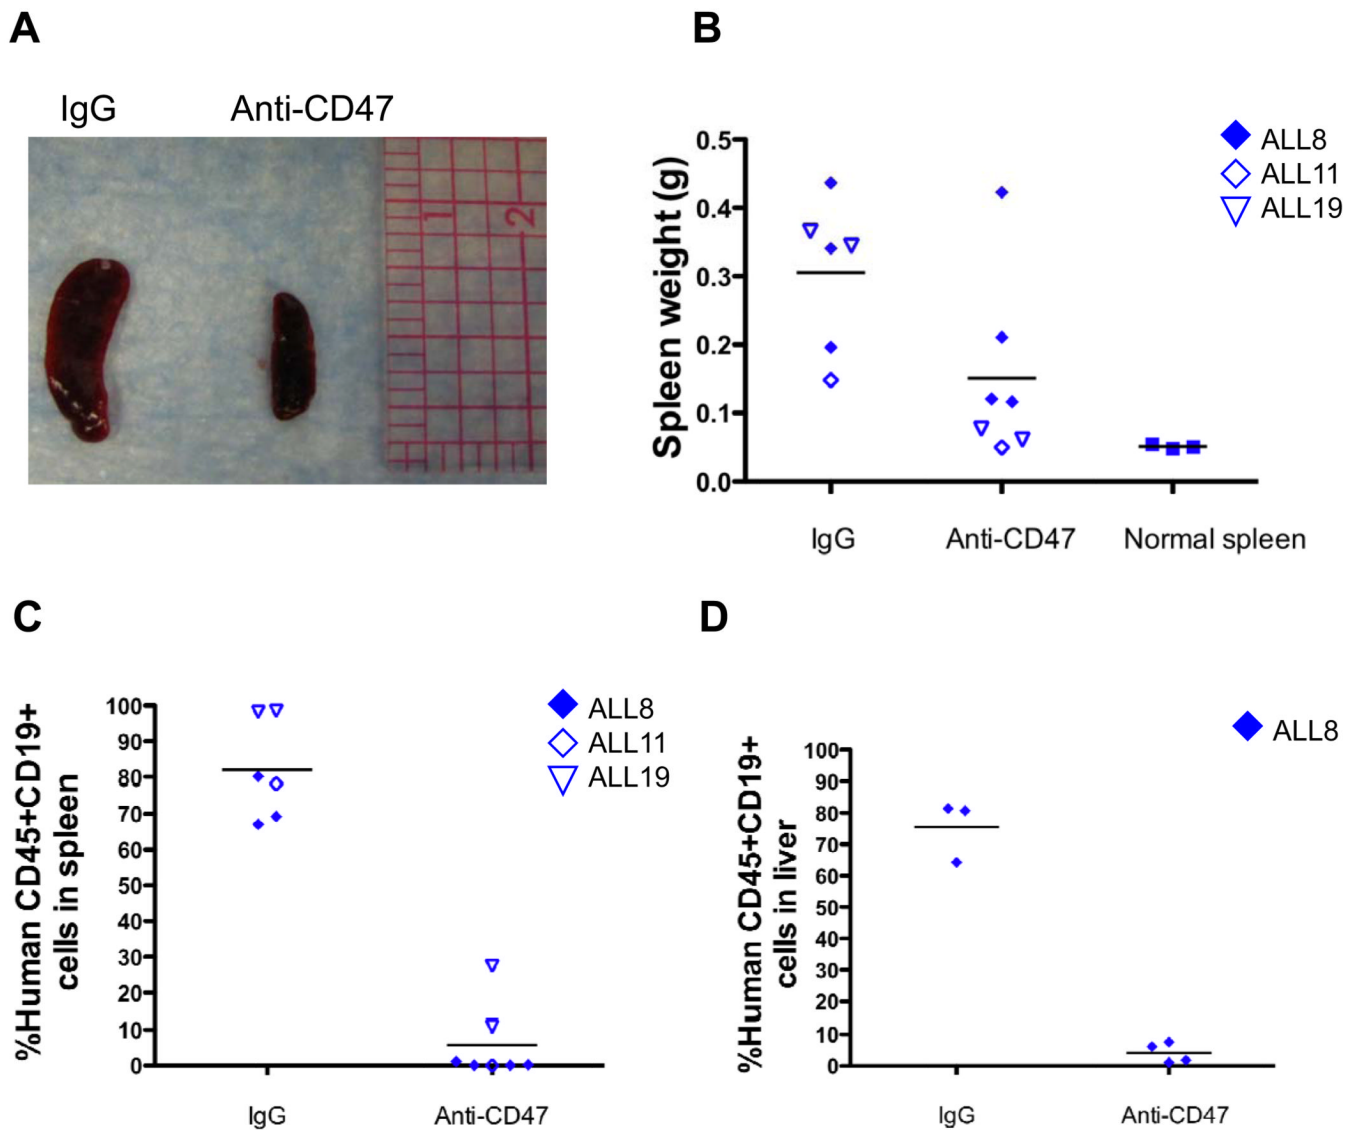 A
IgG Anti-CD47
1 2
B
Spleen weight (g)
0.5
0.4
0.3
0.2
0.1
0.0
ALL8
ALL11
ALL19
IgG Anti-CD47 Normal spleen
C
%Human CD45+CD19+
cells in spleen
100
90
80
70
60
50
40
30
20
10
0
ALL8
ALL11
ALL19
IgG Anti-CD47
D
%Human CD45+CD19+
cells in liver
100
90
80
70
60
50
40
30
20
10
0
ALL8
IgG Anti-CD47